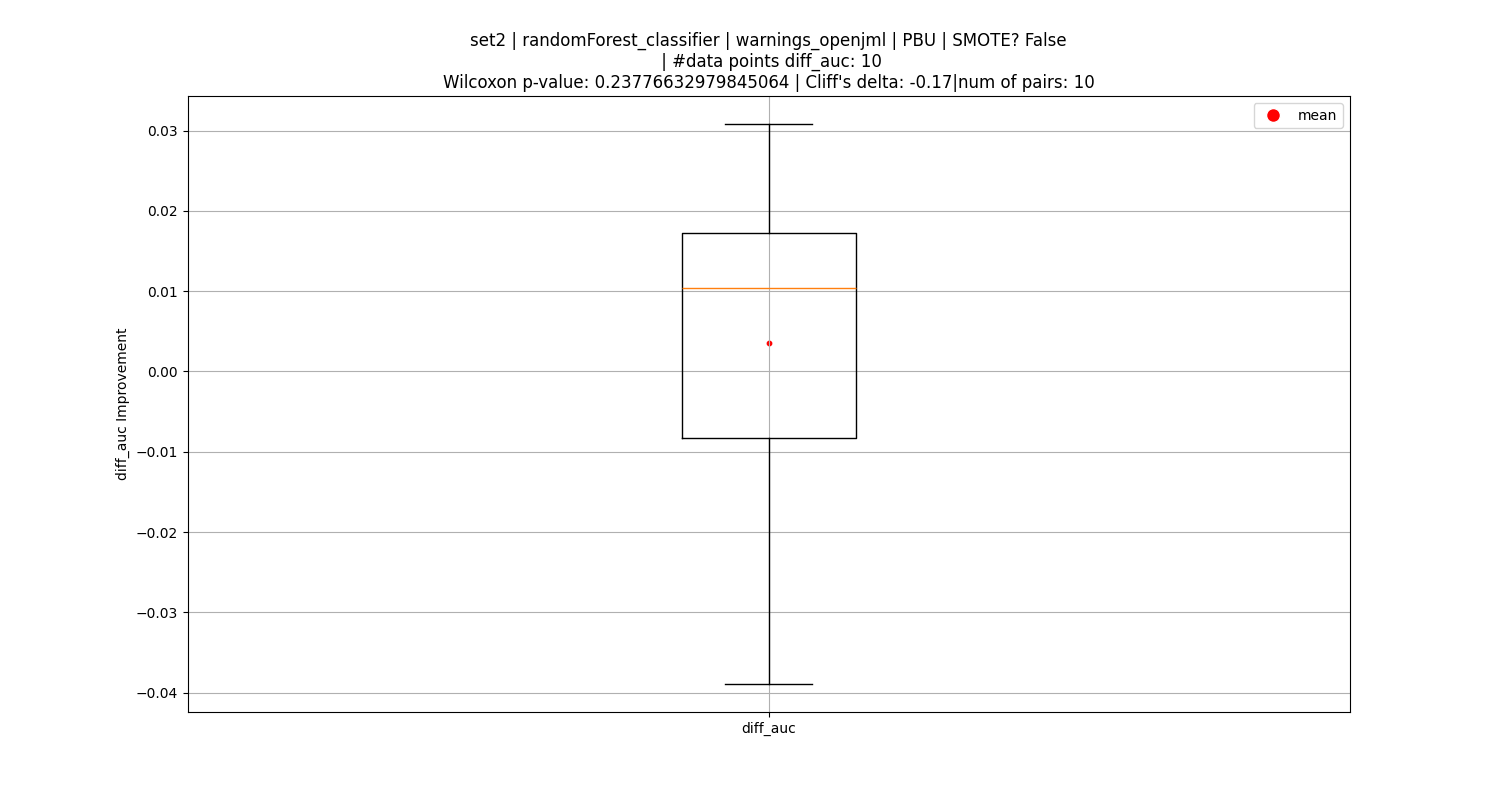 set2 | randomForest_classifier | warnings_openjml | PBU | SMOTE? False
| #data points diff_auc: 10
Wilcoxon p-value: 0.23776632979845064 | Cliff's delta: -0.17|num of pairs: 10
mean
0.03
0.02
0.01
0.00
−0.01
−0.02
−0.03
−0.04
diff_auc Improvement
diff_auc